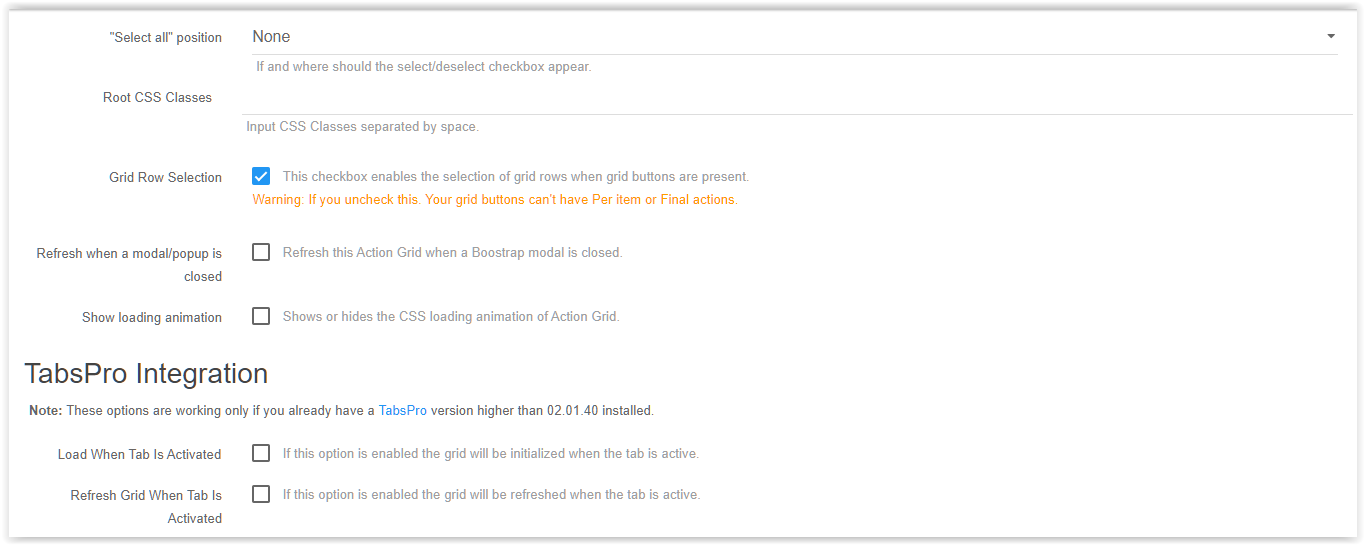 "Select all" position
None
If and where should the select/deselect checkbox appear.
Root CSS Classes
Input CSS Classes separated by space.
Grid Row Selection
This checkbox enables the selection of grid rows when grid buttons are present.
Warning: If you uncheck this. Your grid buttons can't have Per item or Final actions.
Refresh when a modal/popup is
closed
Refresh this Action Grid when a Boostrap modal is closed.
Show loading animation
Shows or hides the CSS loading animation of Action Grid.
TabsPro Integration
Note: These options are working only if you already have a TabsPro version higher than 02.01.40 installed.
Load When Tab Is Activated
If this option is enabled the grid will be initialized when the tab is active.
Refresh Grid When Tab Is
Activated
If this option is enabled the grid will be refreshed when the tab is active.